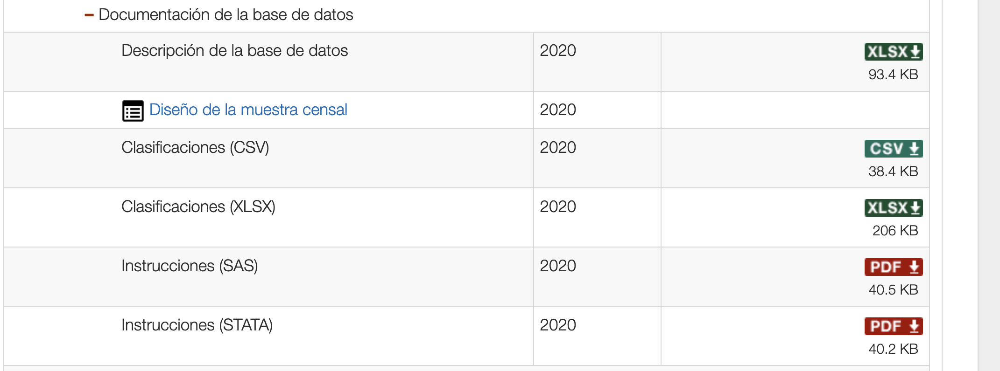 Documentación de la base de datos
Descripción de la base de datos 2020 XLSX
93.4 KB
Diseño de la muestra censal 2020
Clasificaciones (CSV) 2020 CSV
38.4 KB
Clasificaciones (XLSX) 2020 XLSX
206 KB
Instrucciones (SAS) 2020 PDF
40.5 KB
Instrucciones (STATA) 2020 PDF
40.2 KB